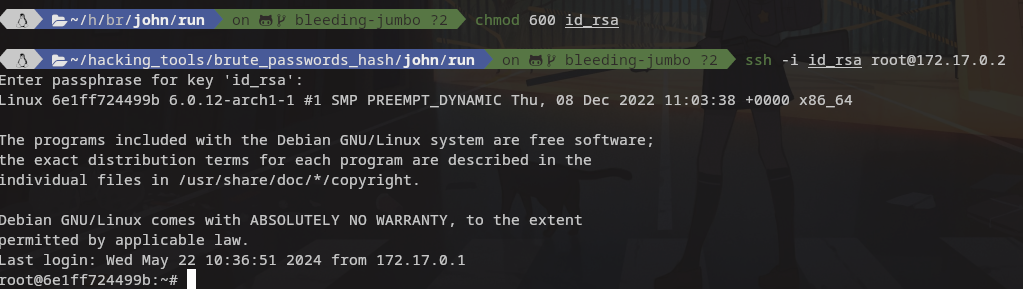 ~/h/br/john/run on bleeding-jumbo ?2 chmod 600 id_rsa
~/hacking_tools/brute_passwords_hash/john/run on bleeding-jumbo ?2 ssh -i id_rsa root@172.17.0.2
Enter passphrase for key 'id_rsa':
Linux 6e1ff724499b 6.0.12-arch1-1 #1 SMP PREEMPT_DYNAMIC Thu, 08 Dec 2022 11:03:38 +0000 x86_64
The programs included with the Debian GNU/Linux system are free software;
the exact distribution terms for each program are described in the
individual files in /usr/share/doc/*/copyright.
Debian GNU/Linux comes with ABSOLUTELY NO WARRANTY, to the extent
permitted by applicable law.
Last login: Wed May 22 10:36:51 2024 from 172.17.0.1
root@6e1ff724499b:~#